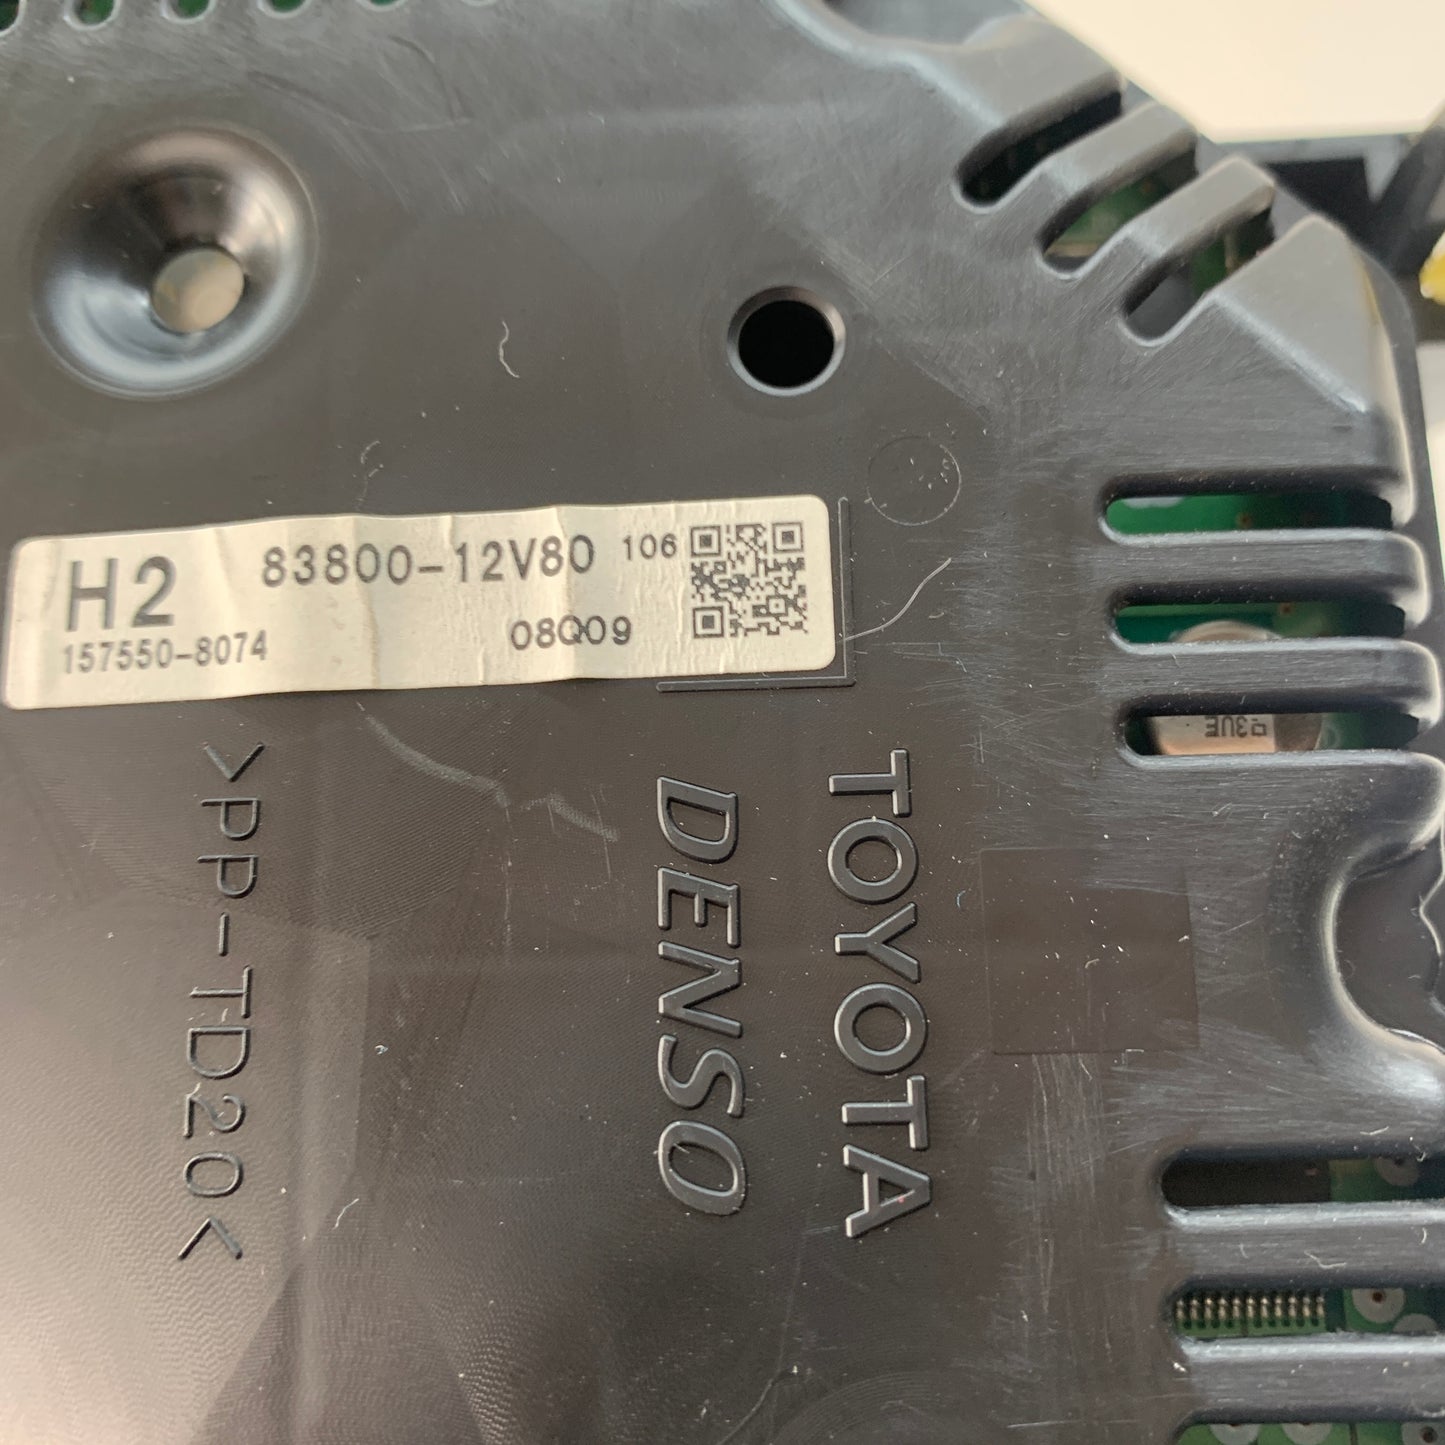 H2 83800-12V80 106
157550-8074 08Q09
TOYOTA
DENSO
>PP-TD20<